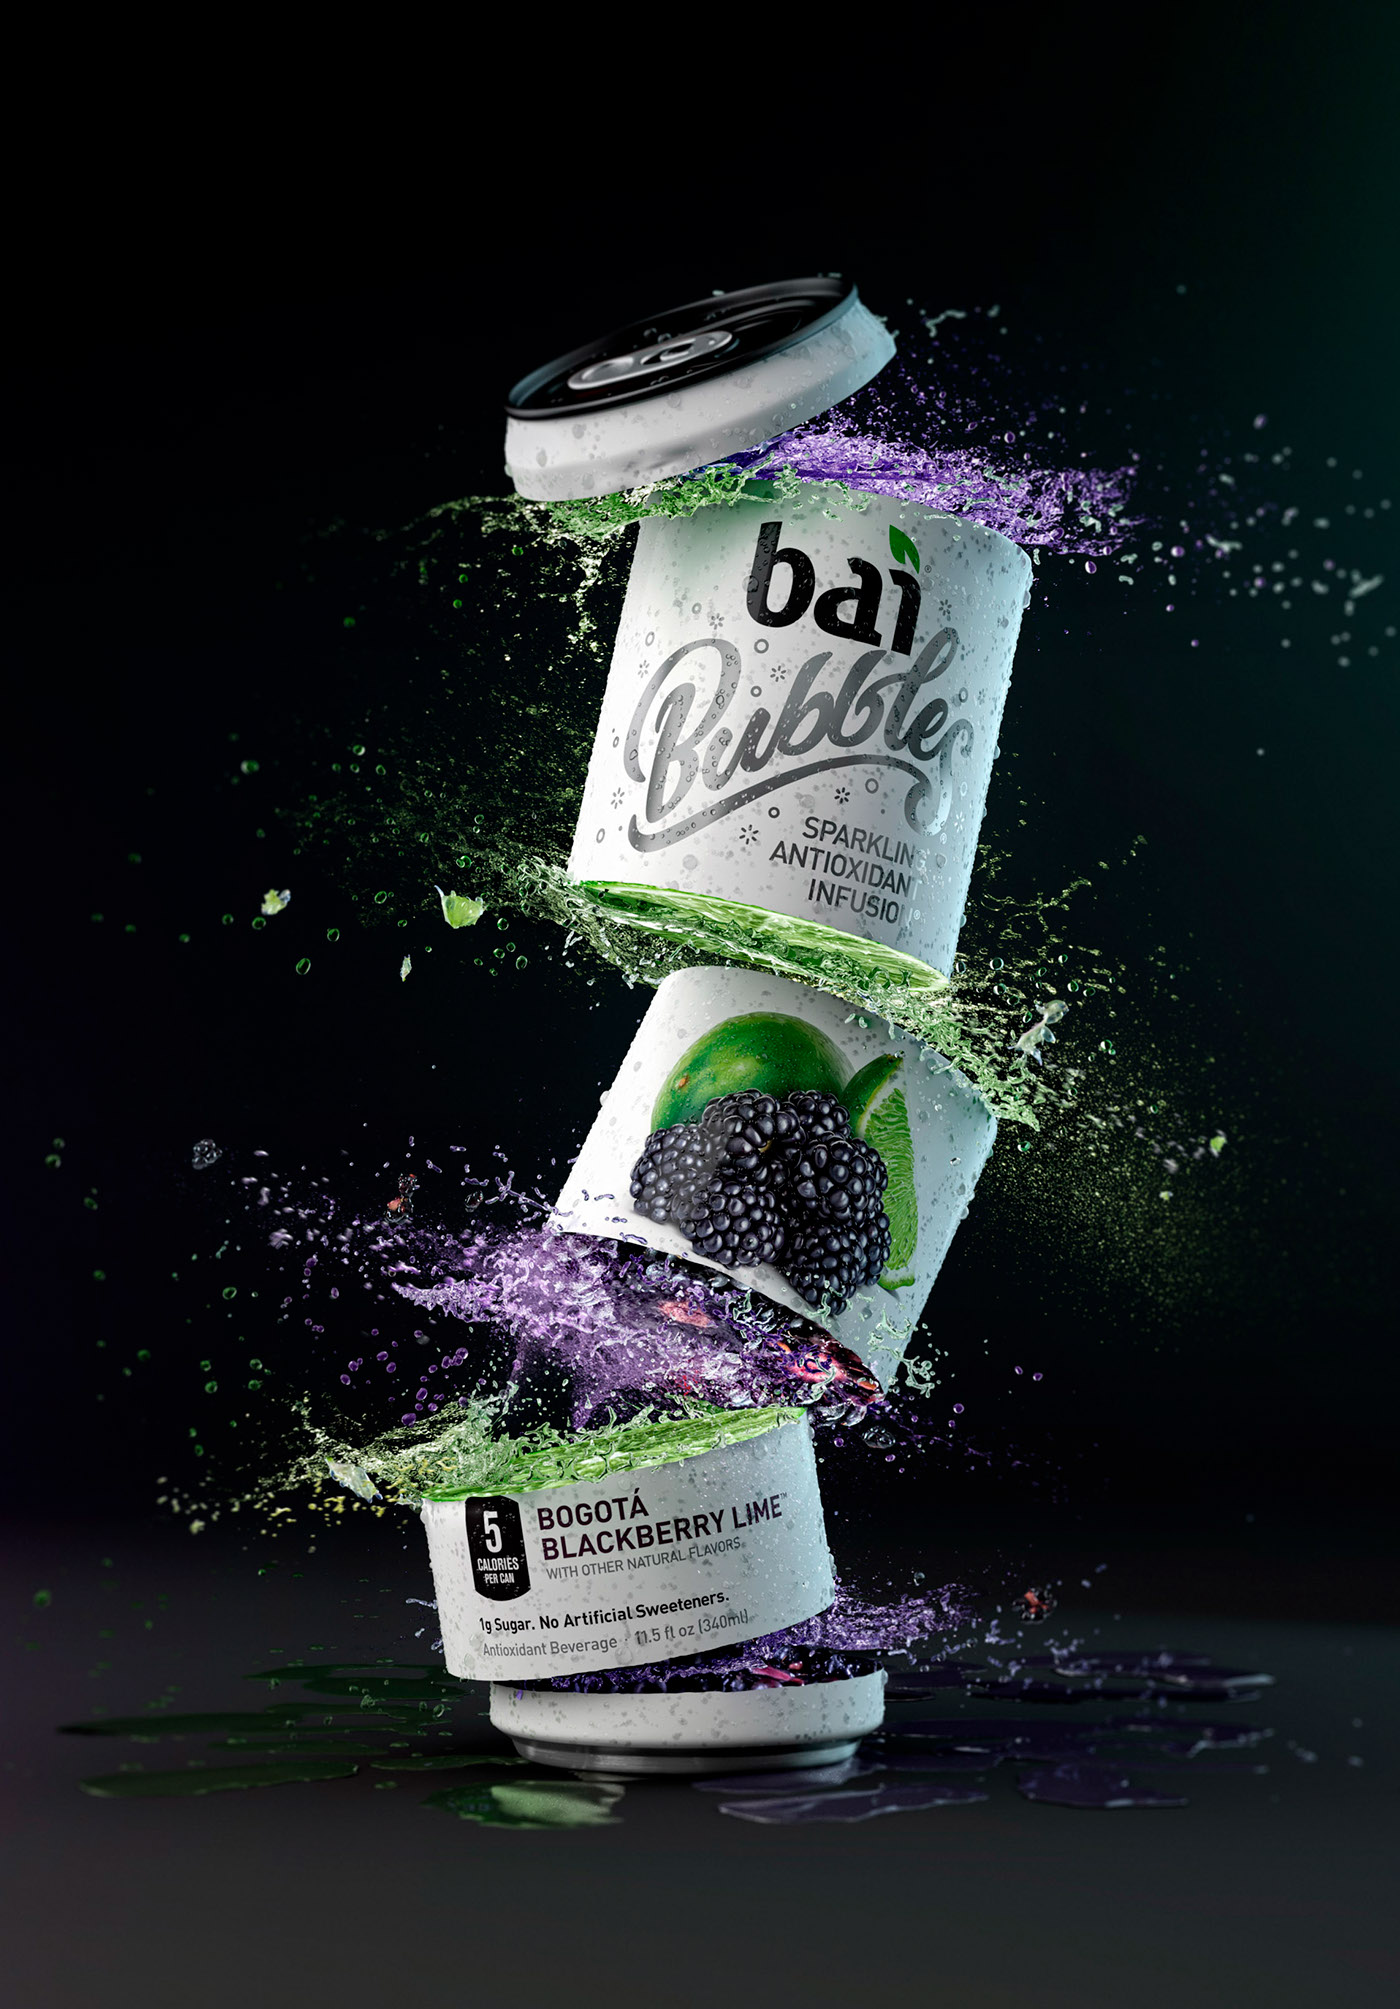 bai®
Bubbles
SPARKLING
ANTIOXIDANT
INFUSION®
5
CALORIES
PER CAN
BOGOTÁ
BLACKBERRY LIME™
WITH OTHER NATURAL FLAVORS
1g Sugar. No Artificial Sweeteners.
Antioxidant Beverage · 11.5 fl oz (340ml)